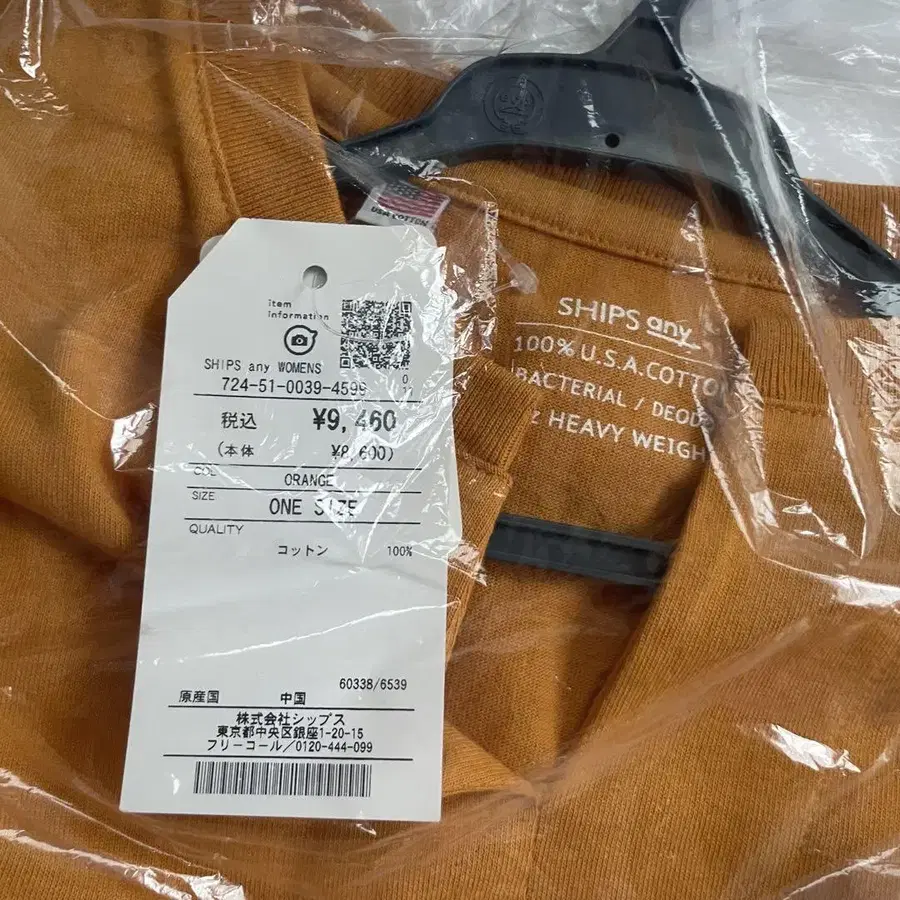 USA COTTON
Item
Information
SHIPS any WOMENS
724-51-0039-4599
税込 ¥9,460
(本体 ¥8,600)
COL
ORANGE
SIZE
ONE SIZE
QUALITY
コットン 100%
60338/6539
原産国 中国
株式会社シップス
東京都中央区銀座1-20-15
フリーコール/0120-444-099
SHIPS any
100% U.S.A. COTTO
BACTERIAL / DEOD
HEAVY WEIGH